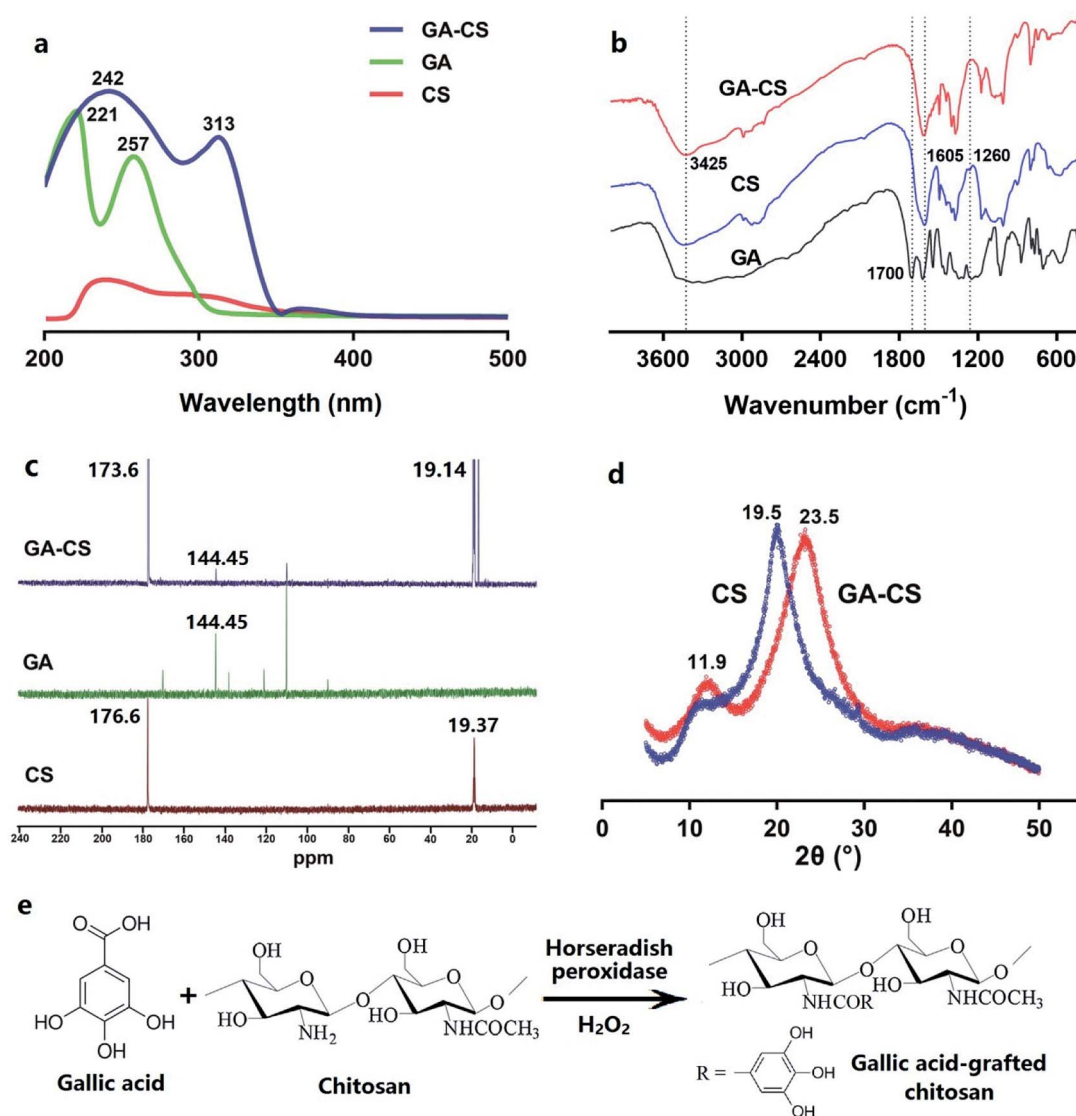 a
GA-CS
GA
CS
242
221
257
313
200
300
400
500
Wavelength (nm)
b
GA-CS
3425
CS
1605
1260
GA
1700
3600
3000
2400
1800
1200
600
Wavenumber (cm⁻¹)
c
173.6
19.14
GA-CS
144.45
144.45
GA
176.6
19.37
CS
240 220 200 180 160 140 120 100 80 60 40 20 0
ppm
d
19.5
23.5
CS
GA-CS
11.9
0
10
20
30
40
50
2θ (°)
e
O
OH
HO
OH
OH
Gallic acid
+
OH
O
HO
NH₂
O
OH
O
HO
O
NHCOCH₃
Chitosan
Horseradish
peroxidase
H₂O₂
OH
O
HO
NHCOR
O
OH
O
HO
O
NHCOCH₃
R =
OH
OH
OH
Gallic acid-grafted
chitosan